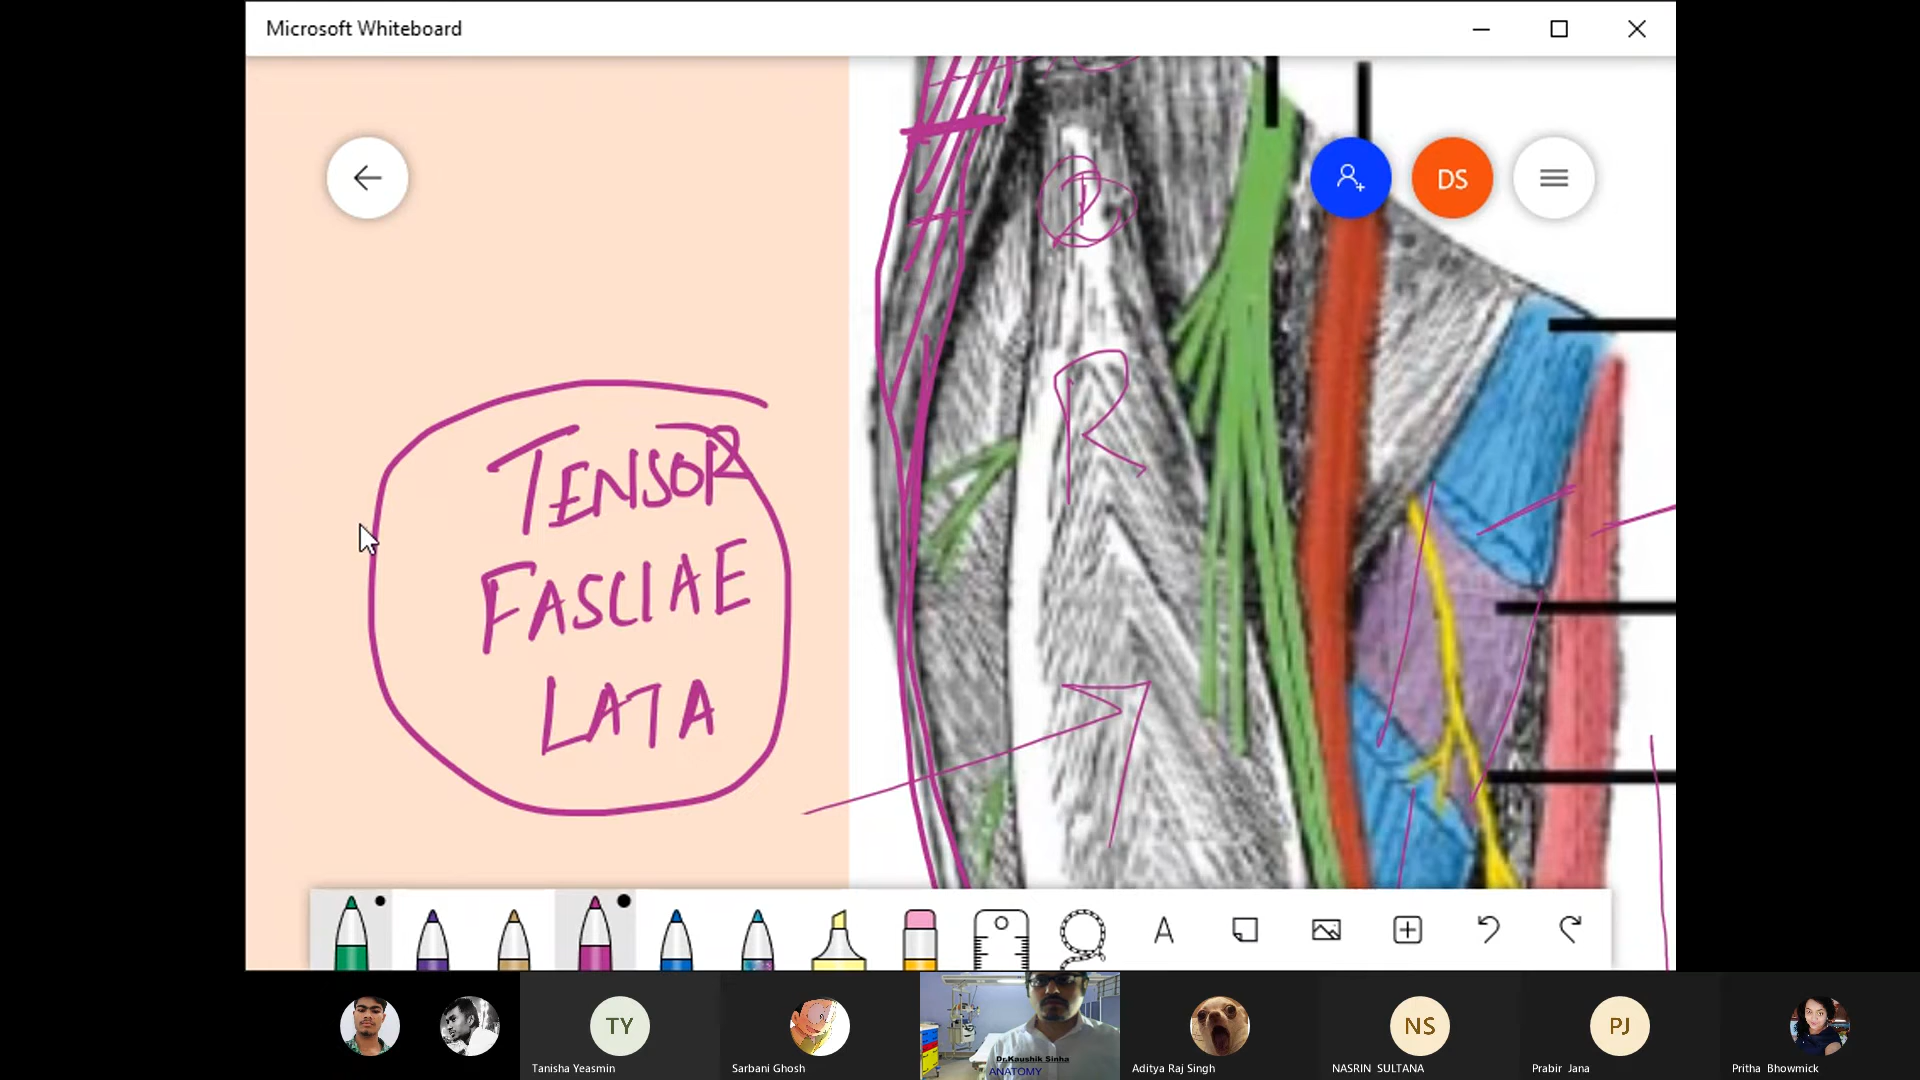 Microsoft Whiteboard
DS
2
R
TENSOR
FASCIAE
LATA
A
TY
NS
PJ
Dr.Kaushik Sinha
ANATOMY
Tanisha Yeasmin
Sarbani Ghosh
Aditya Raj Singh
NASRIN SULTANA
Prabir Jana
Pritha Bhowmick